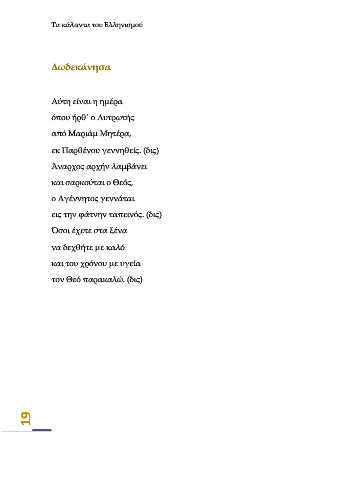 Τα κάλαντα του Ελληνισμού
Δωδεκάνησα
Αύτη είναι η ημέρα
όπου ήρθ' ο Λυτρωτής
από Μαριάμ Μητέρα,
εκ Παρθένου γεννηθείς. (δις)
Άναρχος αρχήν λαμβάνει
και σαρκούται ο Θεός,
ο Αγέννητος γεννάται
εις την φάτνην ταπεινός. (δις)
Όσοι έχετε στα ξένα
να δεχθήτε με καλό
και του χρόνου με υγεία
τον Θεό παρακαλώ. (δις)
19